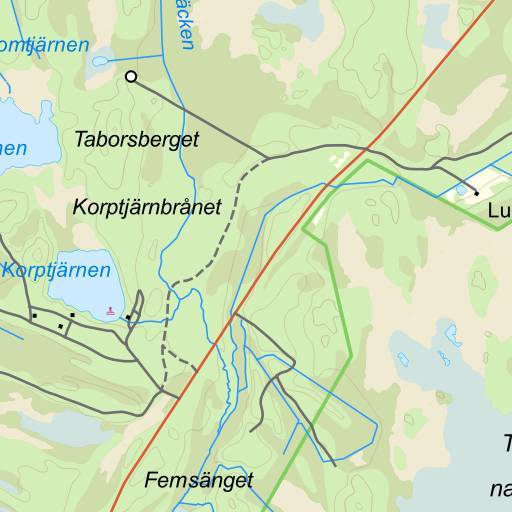 äcken
omtjärnen
Taborsberget
nen
Korptjärnbrånet
Lu
Korptjärnen
T
Femsänget
na